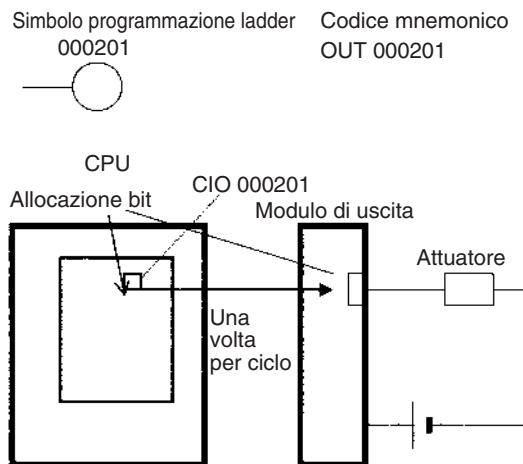 Simbolo programmazione ladder
000201
Codice mnemonico
OUT 000201
CPU
Allocazione bit
CIO 000201
Modulo di uscita
Attuatore
Una
volta
per ciclo